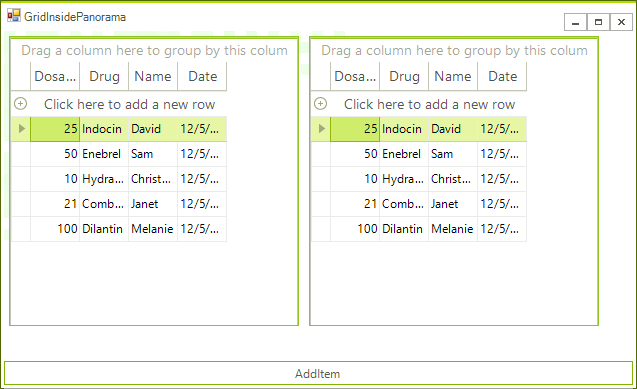 GridInsidePanorama
Drag a column here to group by this colum
Dosa... Drug Name Date
Click here to add a new row
25 Indocin David 12/5/...
50 Enebrel Sam 12/5/...
10 Hydra... Christ... 12/5/...
21 Comb... Janet 12/5/...
100 Dilantin Melanie 12/5/...
Drag a column here to group by this colum
Dosa... Drug Name Date
Click here to add a new row
25 Indocin David 12/5/...
50 Enebrel Sam 12/5/...
10 Hydra... Christ... 12/5/...
21 Comb... Janet 12/5/...
100 Dilantin Melanie 12/5/...
AddItem